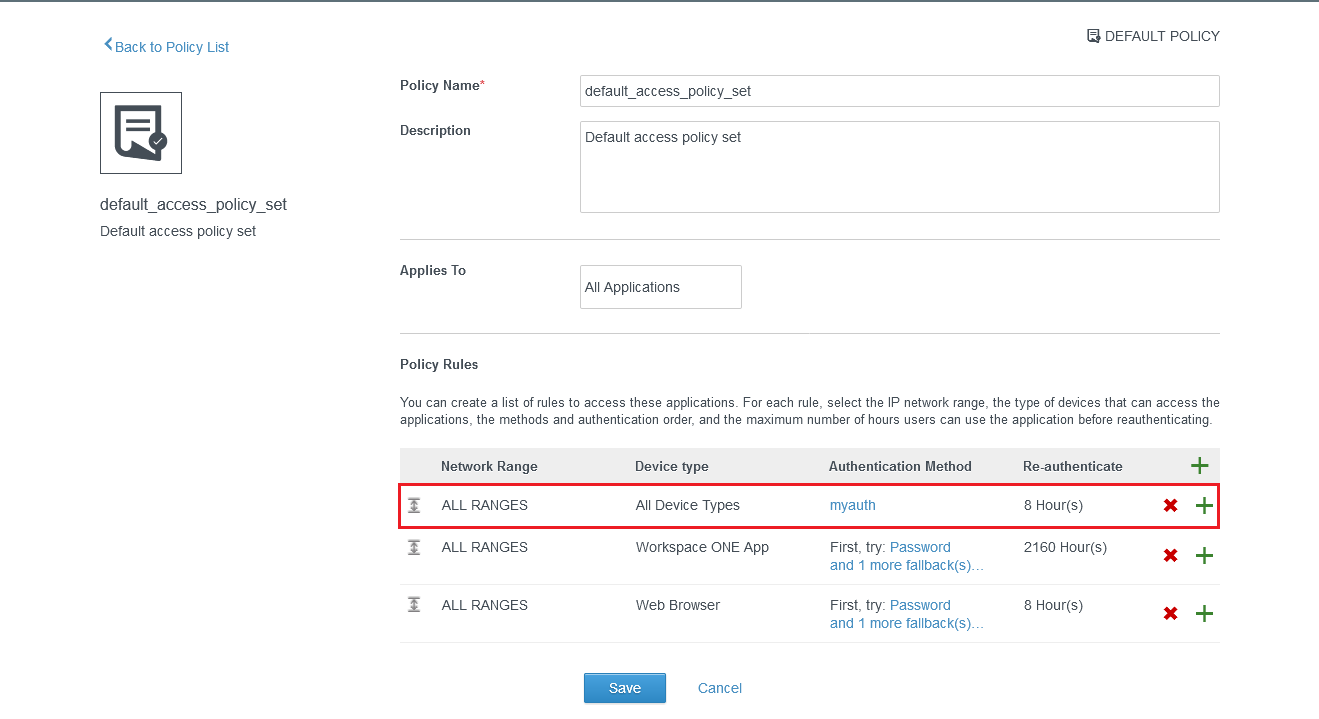 DEFAULT POLICY
Back to Policy List
Policy Name*
default_access_policy_set
Description
Default access policy set
default_access_policy_set
Default access policy set
Applies To
All Applications
Policy Rules
You can create a list of rules to access these applications. For each rule, select the IP network range, the type of devices that can access the
applications, the methods and authentication order, and the maximum number of hours users can use the application before reauthenticating.
Network Range Device type Authentication Method Re-authenticate
ALL RANGES All Device Types myauth 8 Hour(s)
ALL RANGES Workspace ONE App First, try: Password 2160 Hour(s)
and 1 more fallback(s)...
ALL RANGES Web Browser First, try: Password 8 Hour(s)
and 1 more fallback(s)...
Save Cancel